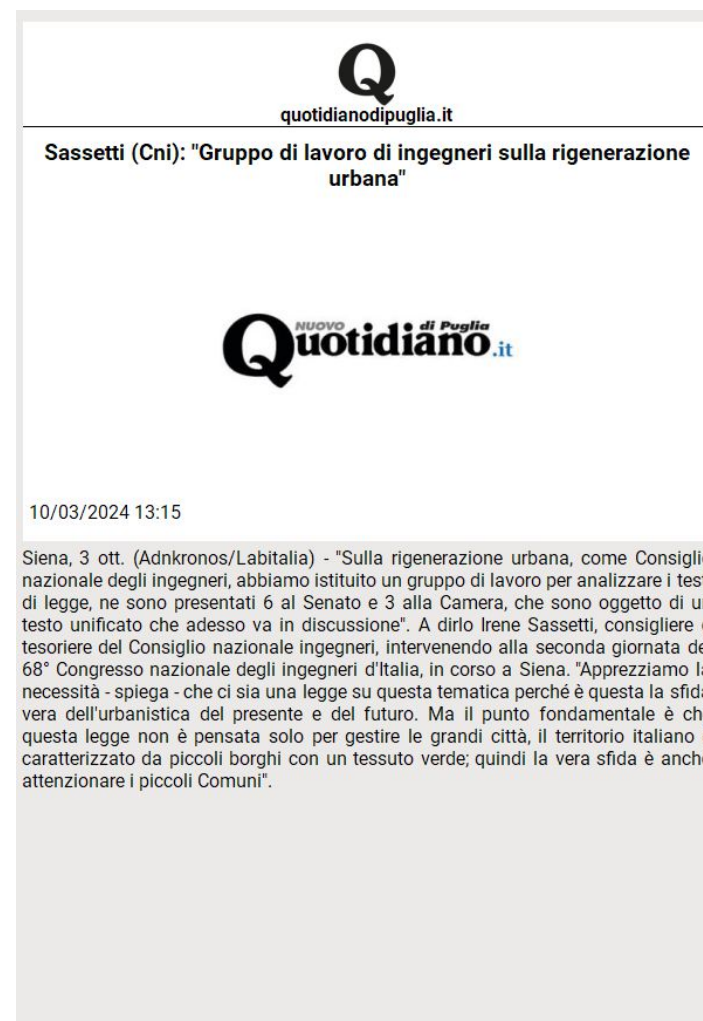 Q
quotidianodipuglia.it
Sassetti (Cni): "Gruppo di lavoro di ingegneri sulla rigenerazione
urbana"
NUOVO Quotidiano di Puglia .it
10/03/2024 13:15
Siena, 3 ott. (Adnkronos/Labitalia) - "Sulla rigenerazione urbana, come Consigli
nazionale degli ingegneri, abbiamo istituito un gruppo di lavoro per analizzare i test
di legge, ne sono presentati 6 al Senato e 3 alla Camera, che sono oggetto di u
testo unificato che adesso va in discussione". A dirlo Irene Sassetti, consigliere
tesoriere del Consiglio nazionale ingegneri, intervenendo alla seconda giornata de
68° Congresso nazionale degli ingegneri d'Italia, in corso a Siena. "Apprezziamo la
necessità - spiega - che ci sia una legge su questa tematica perché è questa la sfida
vera dell'urbanistica del presente e del futuro. Ma il punto fondamentale è ch
questa legge non è pensata solo per gestire le grandi città, il territorio italiano
caratterizzato da piccoli borghi con un tessuto verde; quindi la vera sfida è anche
attenzionare i piccoli Comuni".